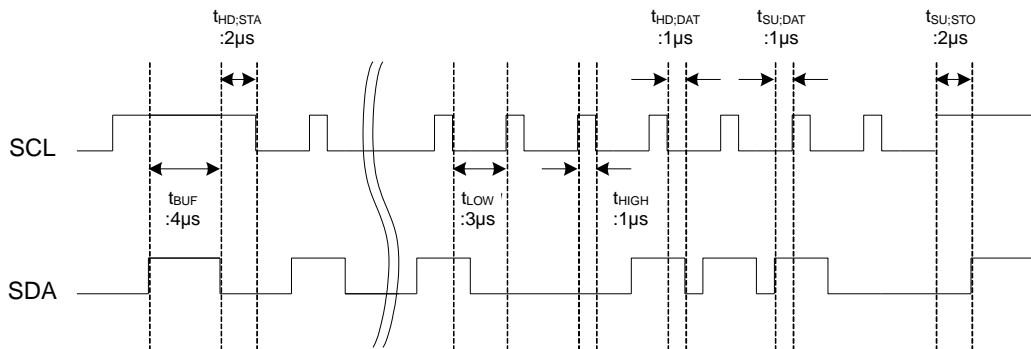 tHD;STA
:2μs
tHD;DAT
:1μs
tSU;DAT
:1μs
tSU;STO
:2μs
SCL
tBUF
:4μs
tLOW
:3μs
tHIGH
:1μs
SDA